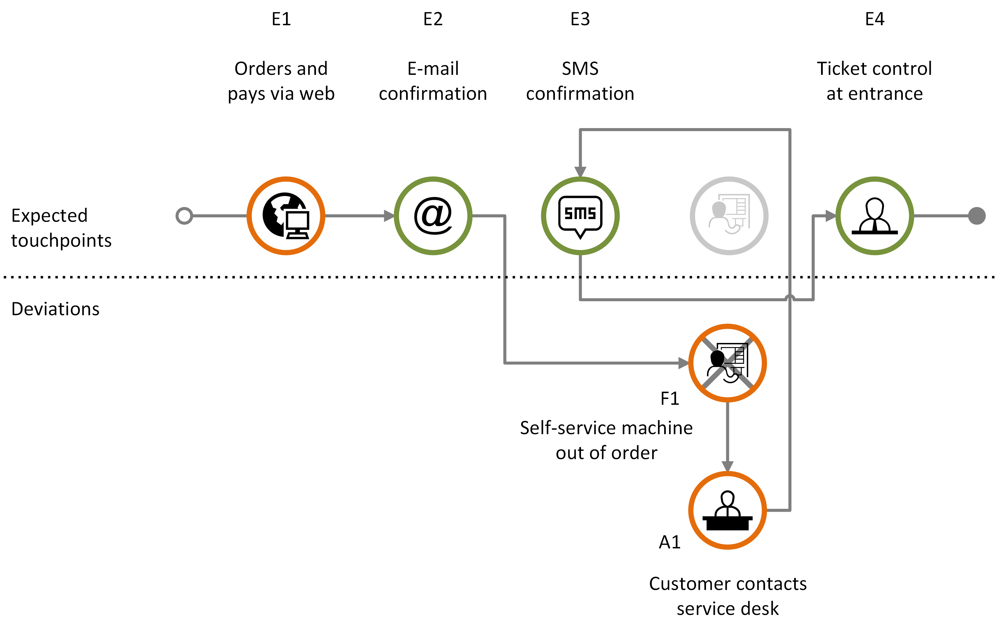 E1
E2
E3
E4
Orders and
pays via web
E-mail
confirmation
SMS
confirmation
Ticket control
at entrance
@
SMS
Expected
touchpoints
Deviations
F1
Self-service machine
out of order
A1
Customer contacts
service desk